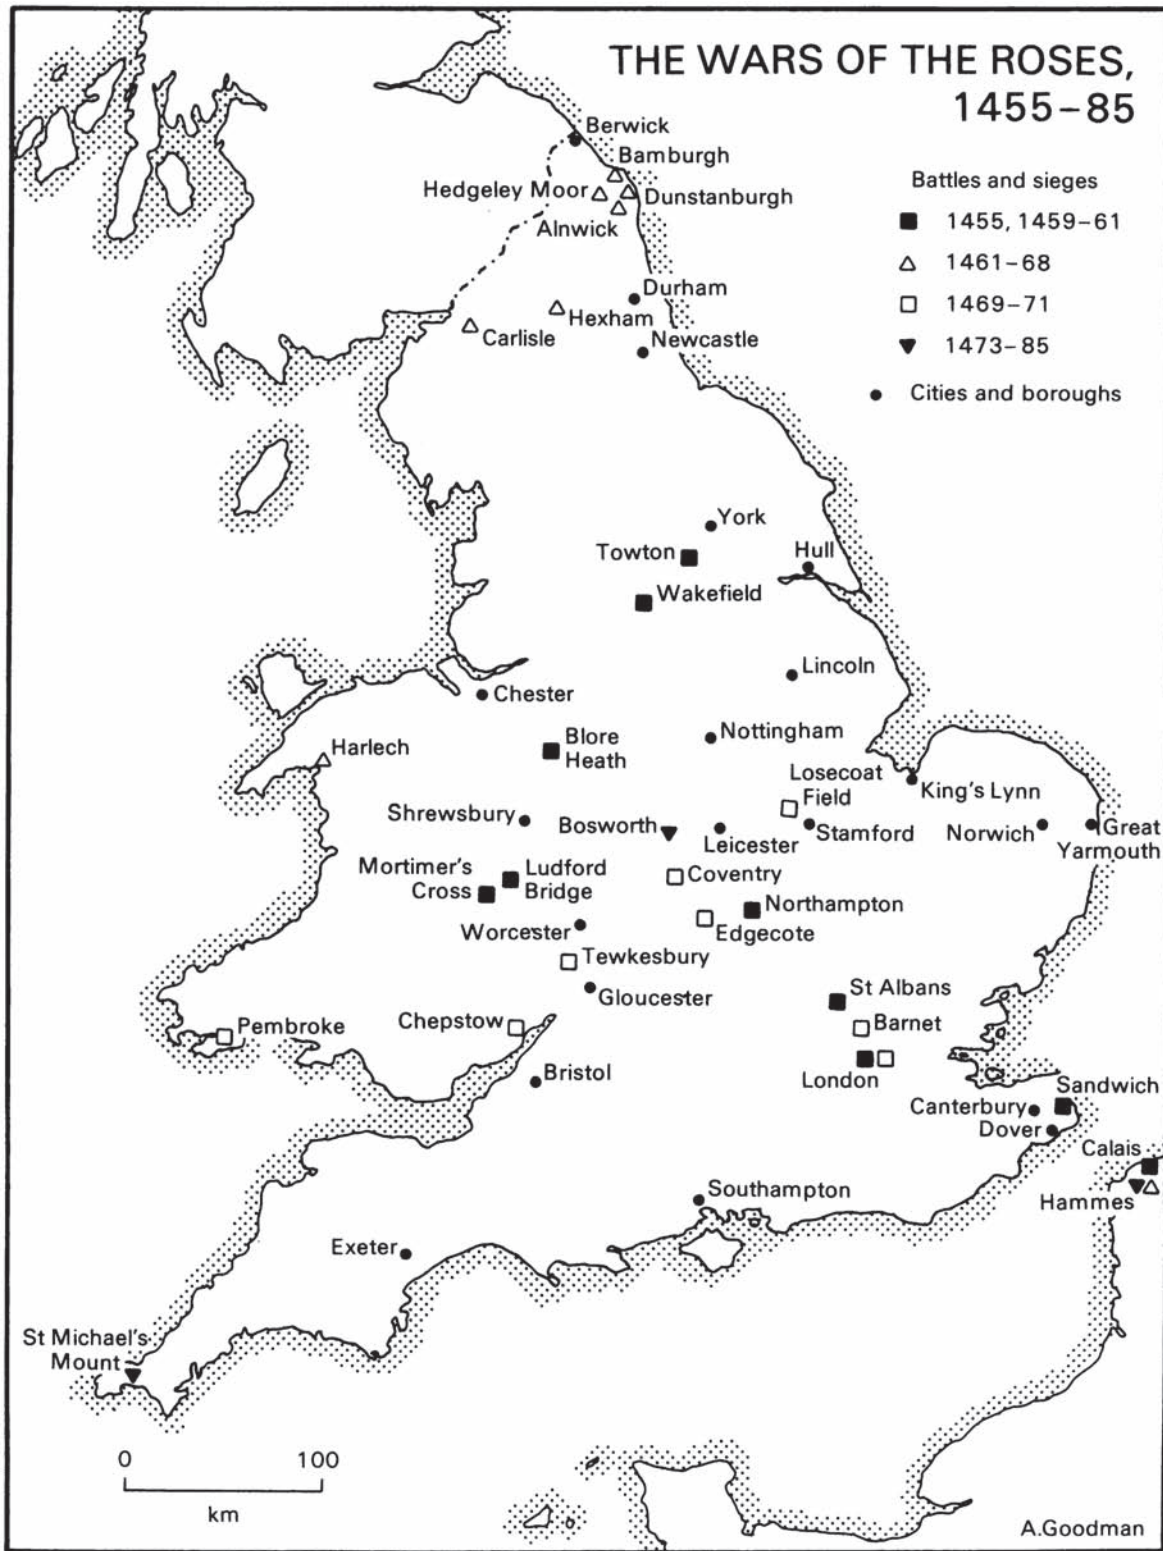 THE WARS OF THE ROSES,
1455–85
Battles and sieges
1455, 1459–61
1461–68
1469–71
1473–85
Cities and boroughs
Berwick
Bamburgh
Hedgeley Moor
Dunstanburgh
Alnwick
Durham
Hexham
Carlisle
Newcastle
York
Towton
Hull
Wakefield
Lincoln
Chester
Nottingham
Harlech
Blore
Heath
Losecoat
Field
King's Lynn
Shrewsbury
Bosworth
Leicester
Stamford
Norwich
Great
Yarmouth
Mortimer's
Cross
Ludford
Bridge
Coventry
Northampton
Worcester
Edgecote
Tewkesbury
Gloucester
St Albans
Pembroke
Chepstow
Barnet
London
Bristol
Sandwich
Canterbury
Dover
Calais
Hammes
Southampton
Exeter
St Michael's
Mount
0 100
km
A.Goodman